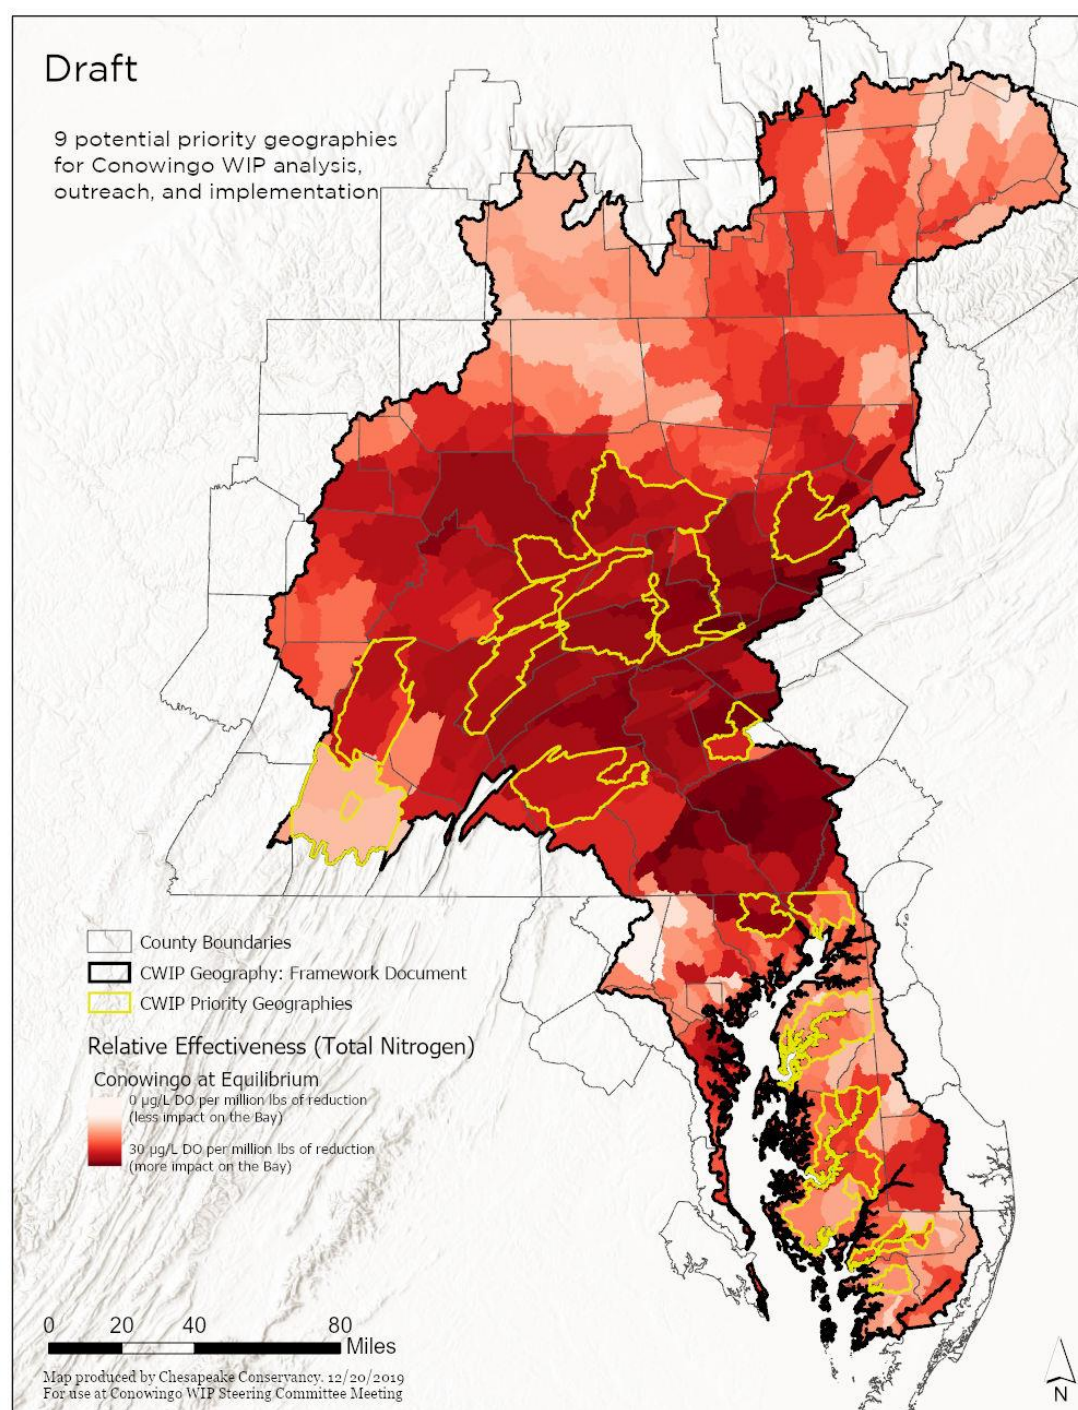 Draft
9 potential priority geographies
for Conowingo WIP analysis,
outreach, and implementation
County Boundaries
CWIP Geography: Framework Document
CWIP Priority Geographies
Relative Effectiveness (Total Nitrogen)
Conowingo at Equilibrium
0 µg/L DO per million lbs of reduction
(less impact on the Bay)
30 µg/L DO per million lbs of reduction
(more impact on the Bay)
0 20 40 80
Miles
Map produced by Chesapeake Conservancy. 12/20/2019
For use at Conowingo WIP Steering Committee Meeting
N